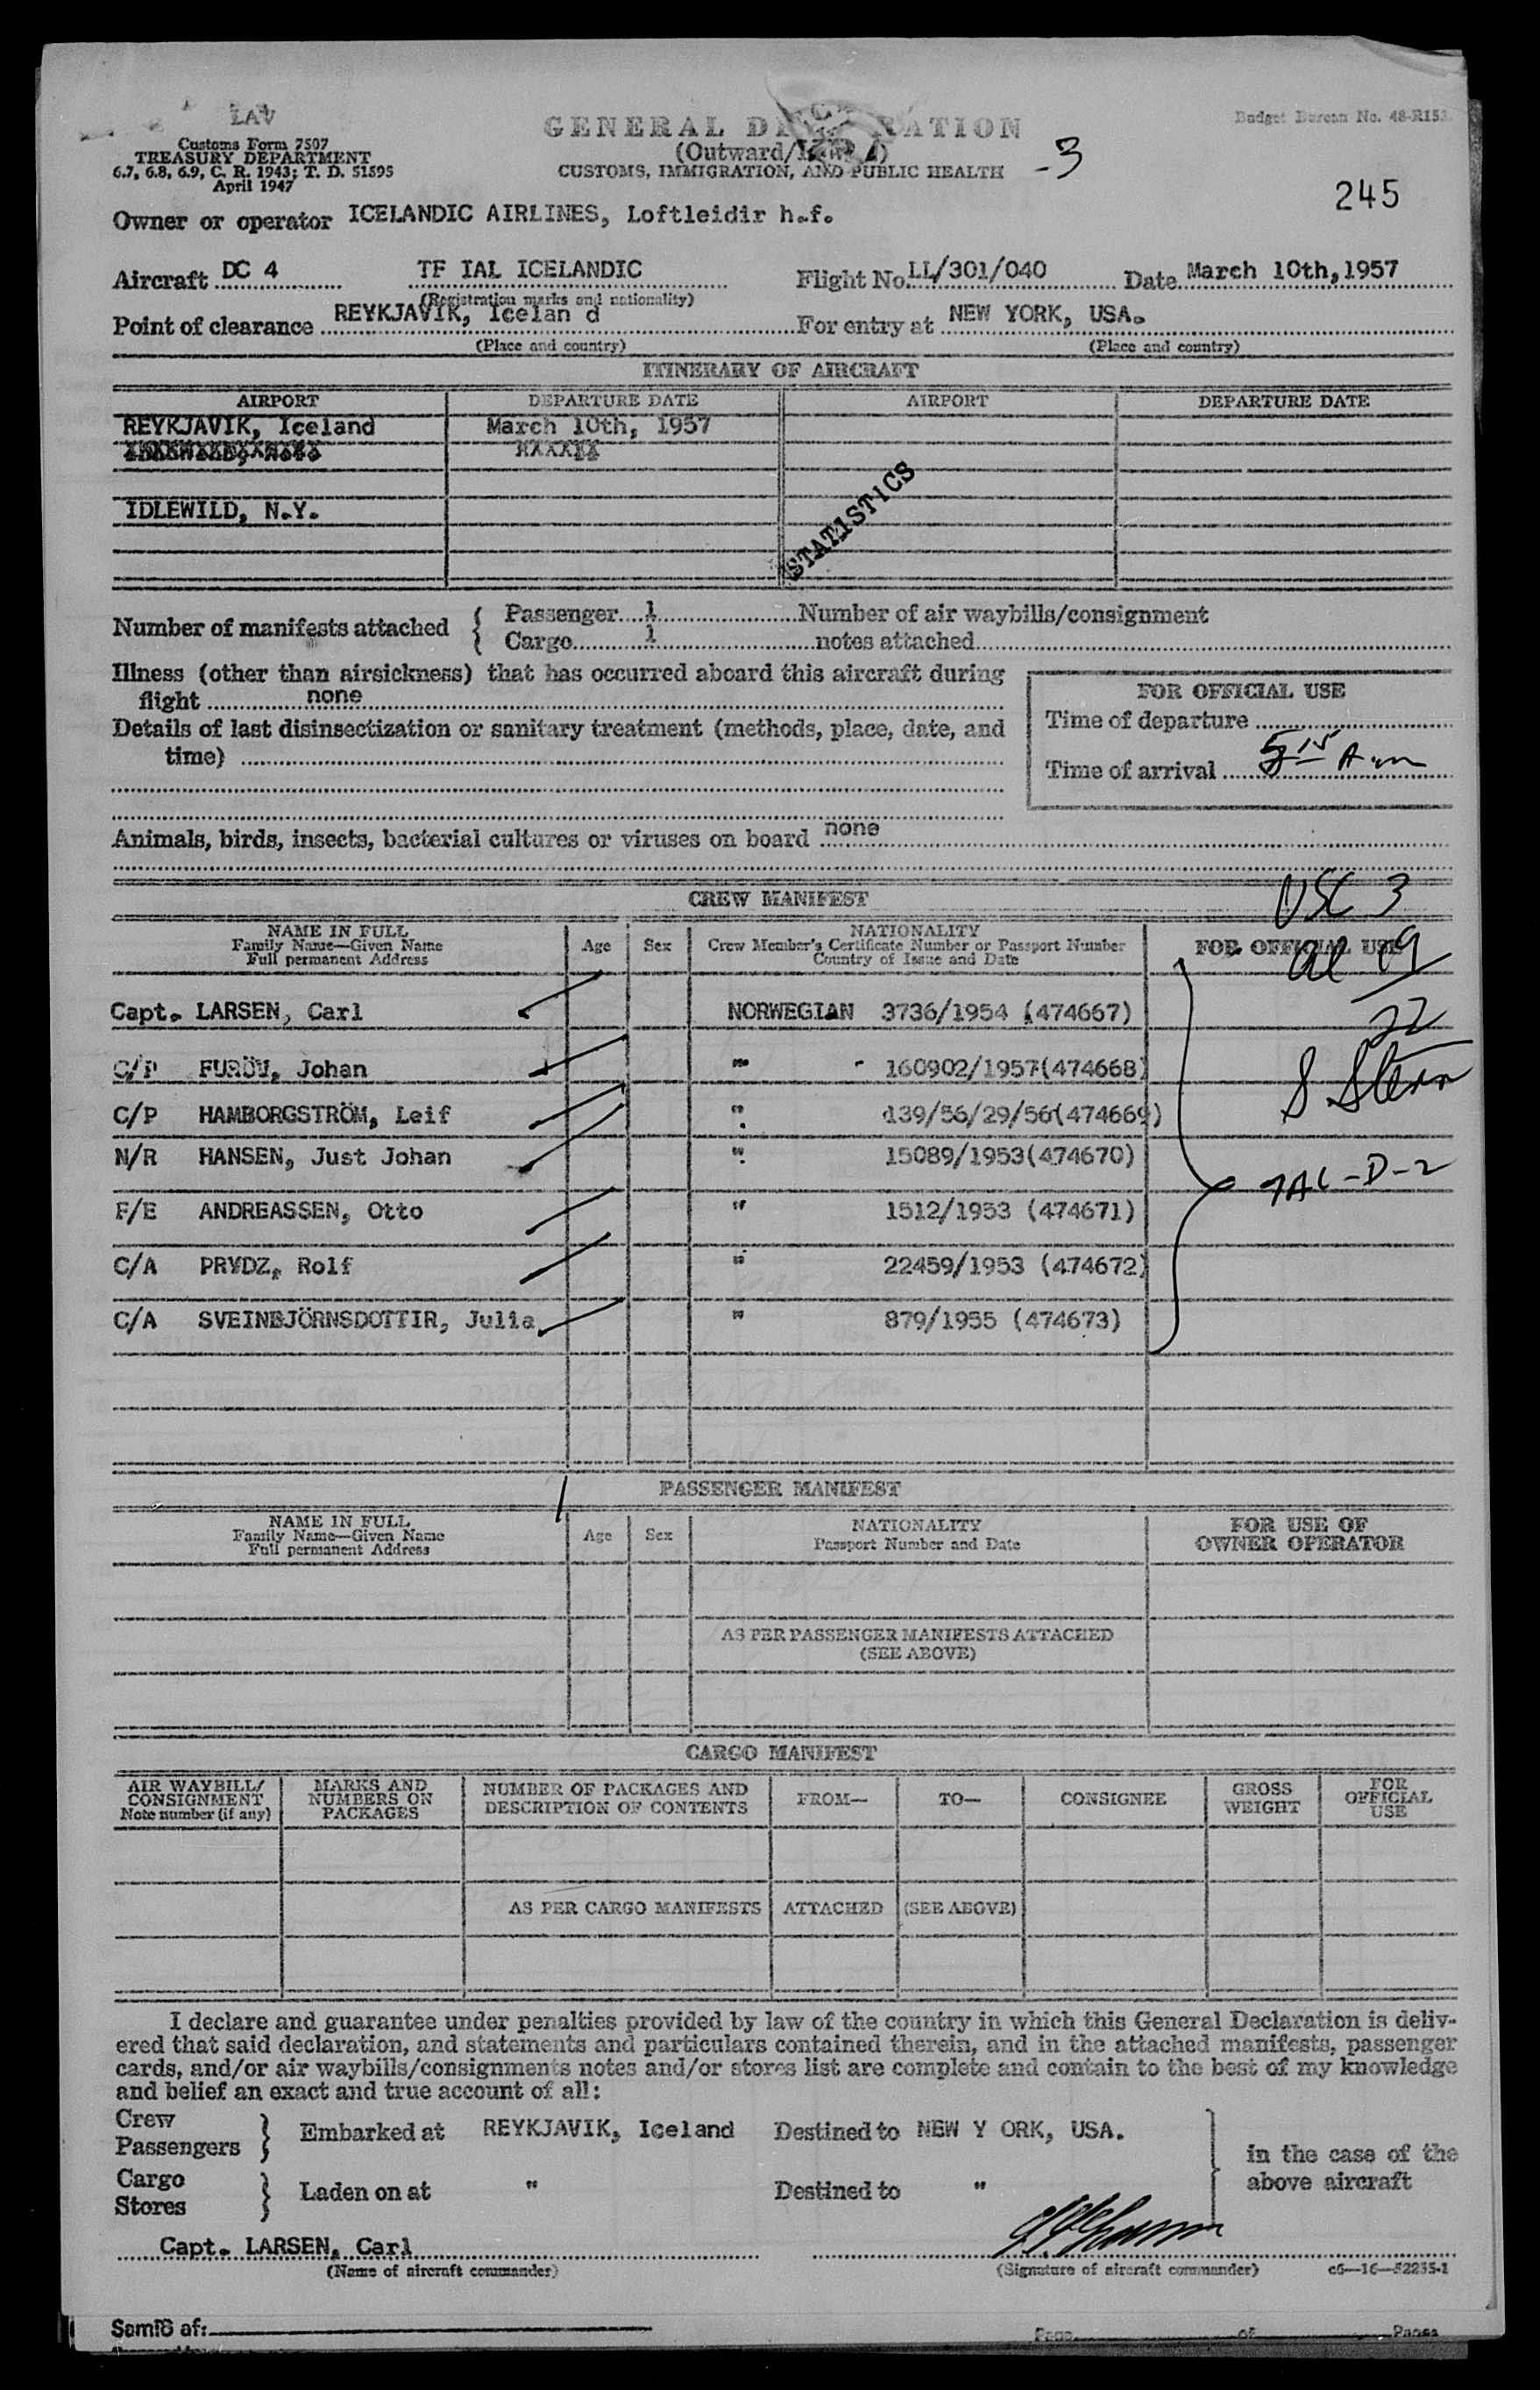 LAV
Customs Form 7507
TREASURY DEPARTMENT
6.7, 6.8, 6.9, C. R. 1943; T. D. 51595
April 1947
GENERAL DECLARATION
(Outward/Inward)
CUSTOMS, IMMIGRATION, AND PUBLIC HEALTH
-3
Budget Bureau No. 48-R153.
245
Owner or operator ICELANDIC AIRLINES, Loftleidir h.f.
Aircraft DC 4 TF IAL ICELANDIC Flight No. LL/301/040 Date March 10th, 1957
(Registration marks and nationality)
Point of clearance REYKJAVIK, Icelan d For entry at NEW YORK, USA.
(Place and country) (Place and country)
ITINERARY OF AIRCRAFT
AIRPORT DEPARTURE DATE AIRPORT DEPARTURE DATE
REYKJAVIK, Iceland March 10th, 1957
IDLEWILD, N.Y.
STATISTICS
Number of manifests attached { Passenger 1 Number of air waybills/consignment
Cargo 1 notes attached
Illness (other than airsickness) that has occurred aboard this aircraft during
flight none
Details of last disinsectization or sanitary treatment (methods, place, date, and
time)
FOR OFFICIAL USE
Time of departure
Time of arrival 5 15 A.m
Animals, birds, insects, bacterial cultures or viruses on board none
USC 3
CREW MANIFEST
NAME IN FULL
Family Name—Given Name
Full permanent Address
Age Sex
NATIONALITY
Crew Member's Certificate Number or Passport Number
Country of Issue and Date
FOR OFFICIAL USE
al 19
22
Capt. LARSEN, Carl NORWEGIAN 3736/1954 (474667)
C/P Johan " 160902/1957(474668)
S Stern
C/P HAMBORGSTRÖM, Leif " 139/56/29/56(474669)
N/R HANSEN, Just Johan " 15089/1953(474670)
D-2
F/E ANDREASSEN, Otto " 1512/1953 (474671)
C/A PRYDZ, Rolf " 22459/1953 (474672)
C/A SVEINBJÖRNSDOTTIR, Julia " 879/1955 (474673)
PASSENGER MANIFEST
NAME IN FULL
Family Name—Given Name
Full permanent Address
Age Sex
NATIONALITY
Passport Number and Date
FOR USE OF
OWNER OPERATOR
AS PER PASSENGER MANIFESTS ATTACHED
(SEE ABOVE)
CARGO MANIFEST
AIR WAYBILL/
CONSIGNMENT
Note number (if any)
MARKS AND
NUMBERS ON
PACKAGES
NUMBER OF PACKAGES AND
DESCRIPTION OF CONTENTS
FROM—
TO—
CONSIGNEE
GROSS
WEIGHT
FOR
OFFICIAL
USE
AS PER CARGO MANIFESTS ATTACHED (SEE ABOVE)
I declare and guarantee under penalties provided by law of the country in which this General Declaration is deliv-
ered that said declaration, and statements and particulars contained therein, and in the attached manifests, passenger
cards, and/or air waybills/consignments notes and/or stores list are complete and contain to the best of my knowledge
and belief an exact and true account of all:
Crew
Passengers } Embarked at REYKJAVIK, Iceland Destined to NEW Y ORK, USA.
in the case of the
above aircraft
Cargo
Stores } Laden on at " Destined to "
Capt. LARSEN, Carl
(Name of aircraft commander) (Signature of aircraft commander) c6—16—52255-1
Samið af:
Page of Pages